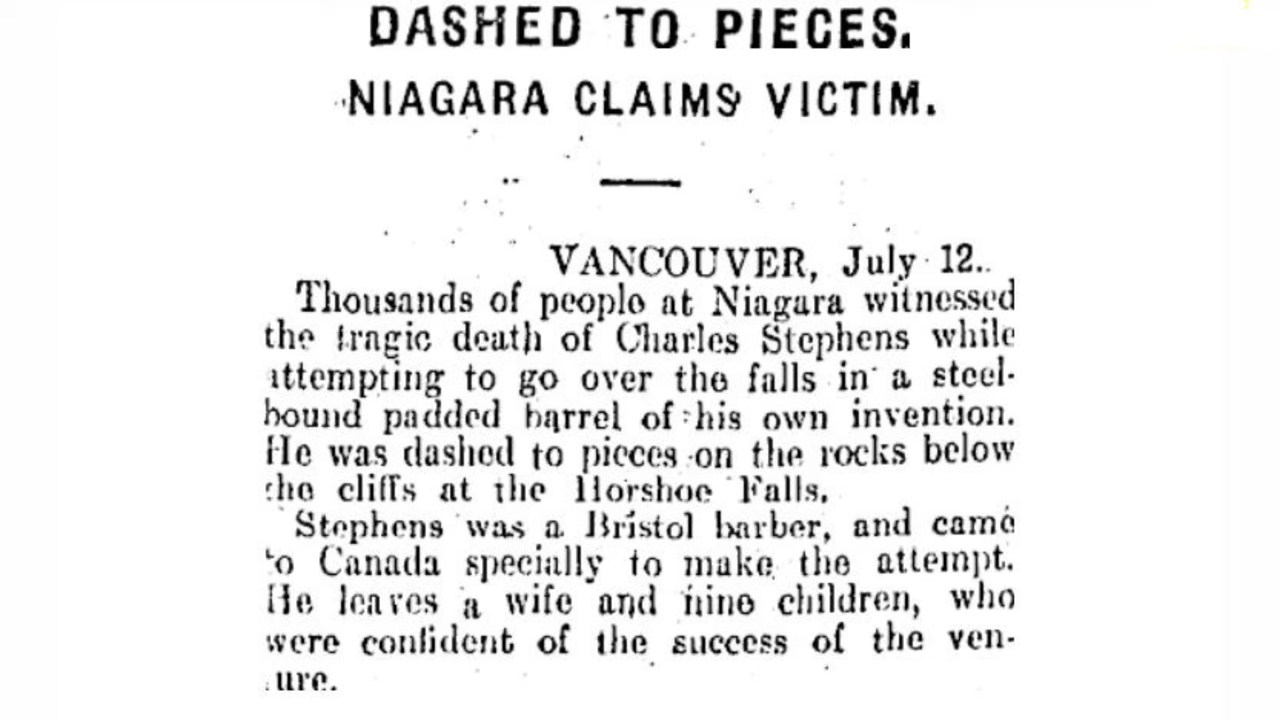 DASHED TO PIECES.
NIAGARA CLAIMS VICTIM.
VANCOUVER, July 12.
Thousands of people at Niagara witnessed
the tragic death of Charles Stephens while
attempting to go over the falls in a steel-
bound padded barrel of his own invention.
He was dashed to pieces on the rocks below
the cliffs at the Horshoe Falls.
Stephens was a Bristol barber, and came
to Canada specially to make the attempt.
He leaves a wife and nine children, who
were confident of the success of the ven-
ture.